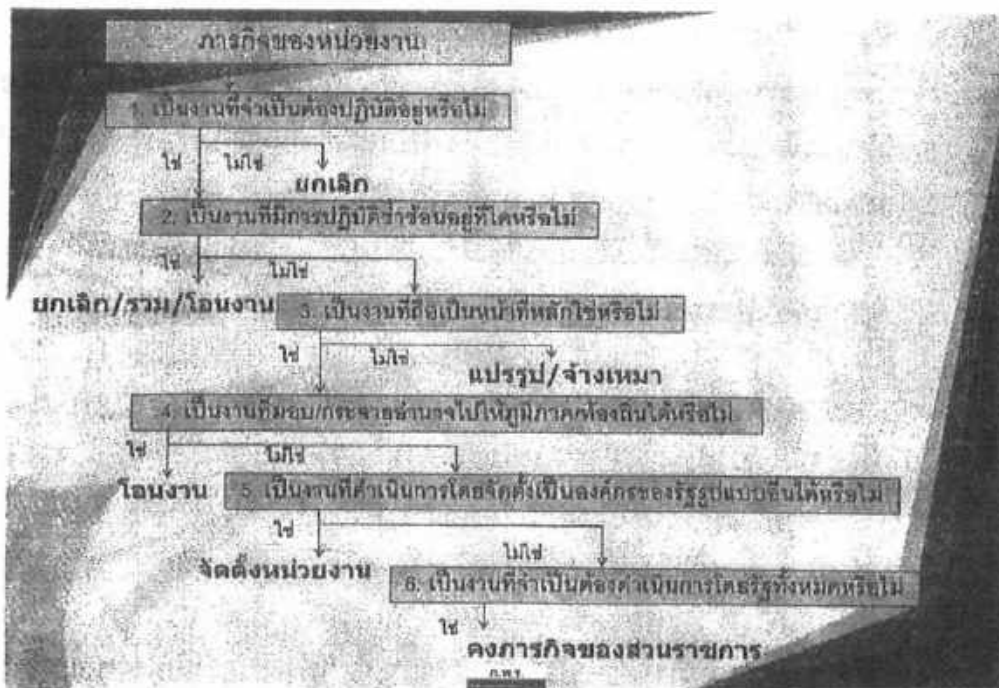 ภารกิจของหน่วยงาน
1. เป็นงานที่จำเป็นต้องปฏิบัติอยู่หรือไม่
ใช่ ไม่ใช่
ยกเลิก
2. เป็นงานที่มีการปฏิบัติซ้ำซ้อนอยู่ที่ใดหรือไม่
ใช่ ไม่ใช่
ยกเลิก/รวม/โอนงาน
3. เป็นงานที่ถือเป็นหน้าที่หลักใช่หรือไม่
ใช่ ไม่ใช่
แปรรูป/จ้างเหมา
4. เป็นงานที่มอบ/กระจายอำนาจไปให้ภูมิภาค/ท้องถิ่นได้หรือไม่
ใช่ ไม่ใช่
โอนงาน
5. เป็นงานที่ดำเนินการโดยจัดตั้งเป็นองค์กรของรัฐรูปแบบอื่นได้หรือไม่
ใช่ ไม่ใช่
จัดตั้งหน่วยงาน
6. เป็นงานที่จำเป็นต้องดำเนินการโดยรัฐทั้งหมดหรือไม่
ใช่
คงภารกิจของส่วนราชการ
ก.พ.ร.